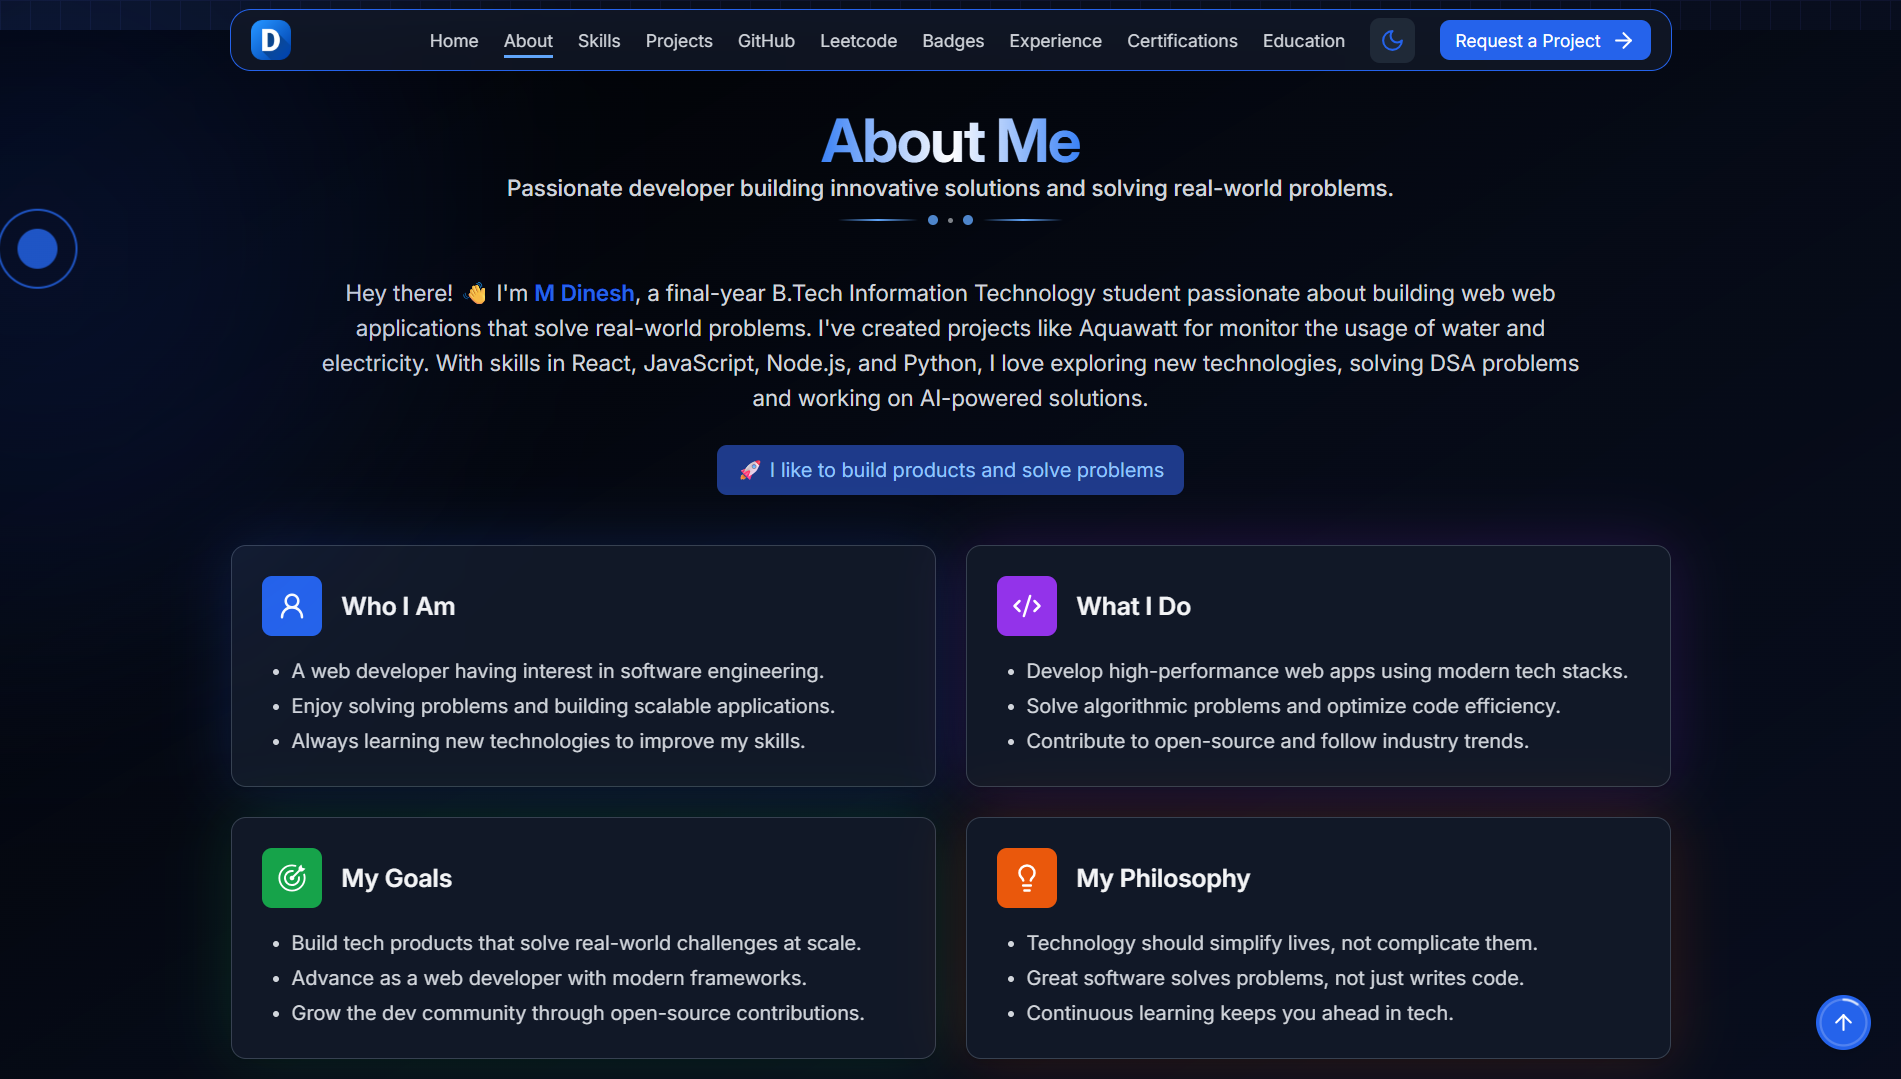 D
Home
About
Skills
Projects
GitHub
Leetcode
Badges
Experience
Certifications
Education
Request a Project
About Me
Passionate developer building innovative solutions and solving real-world problems.
Hey there! 👋 I'm M Dinesh, a final-year B.Tech Information Technology student passionate about building web web
applications that solve real-world problems. I've created projects like Aquawatt for monitor the usage of water and
electricity. With skills in React, JavaScript, Node.js, and Python, I love exploring new technologies, solving DSA problems
and working on AI-powered solutions.
🚀 I like to build products and solve problems
Who I Am
• A web developer having interest in software engineering.
• Enjoy solving problems and building scalable applications.
• Always learning new technologies to improve my skills.
What I Do
• Develop high-performance web apps using modern tech stacks.
• Solve algorithmic problems and optimize code efficiency.
• Contribute to open-source and follow industry trends.
My Goals
• Build tech products that solve real-world challenges at scale.
• Advance as a web developer with modern frameworks.
• Grow the dev community through open-source contributions.
My Philosophy
• Technology should simplify lives, not complicate them.
• Great software solves problems, not just writes code.
• Continuous learning keeps you ahead in tech.